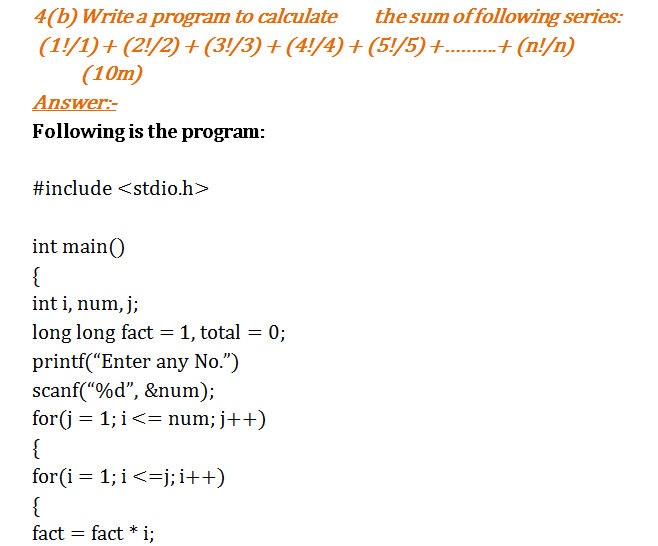 4(b) Write a program to calculate the sum of following series:
(1!/1) + (2!/2) + (3!/3) + (4!/4) + (5!/5) +..........+ (n!/n)
(10m)
Answer:-
Following is the program:
#include <stdio.h>
int main()
{
int i, num, j;
long long fact = 1, total = 0;
printf(“Enter any No.”)
scanf(“%d”, &num);
for(j = 1; i <= num; j++)
{
for(i = 1; i <=j; i++)
{
fact = fact * i;